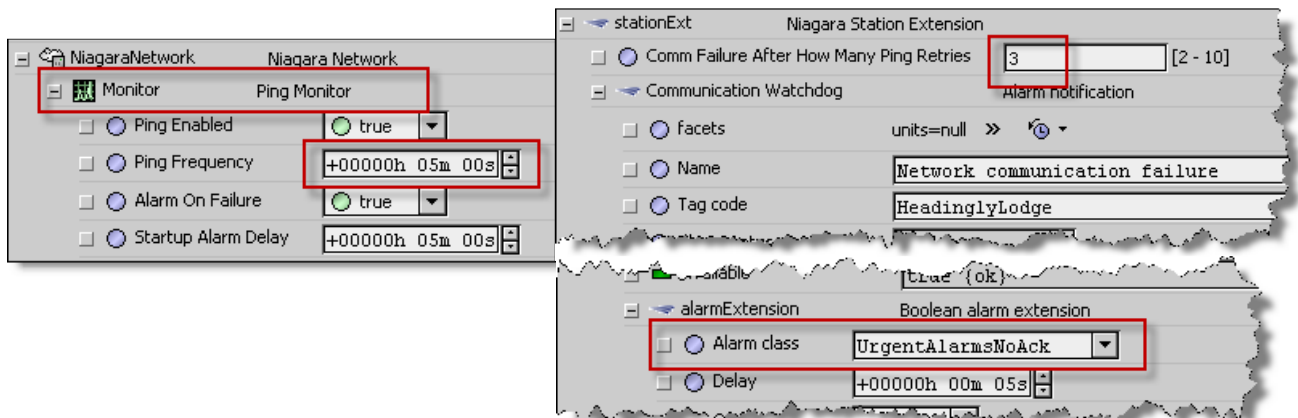 NiagaraNetwork Niagara Network
Monitor Ping Monitor
Ping Enabled true
Ping Frequency +00000h 05m 00s
Alarm On Failure true
Startup Alarm Delay +00000h 05m 00s
stationExt Niagara Station Extension
Comm Failure After How Many Ping Retries 3 [2 - 10]
Communication Watchdog Alarm notification
facets units=null »
Name Network communication failure
Tag code HeadinglyLodge
true {ok}
alarmExtension Boolean alarm extension
Alarm class UrgentAlarmsNoAck
Delay +00000h 00m 05s